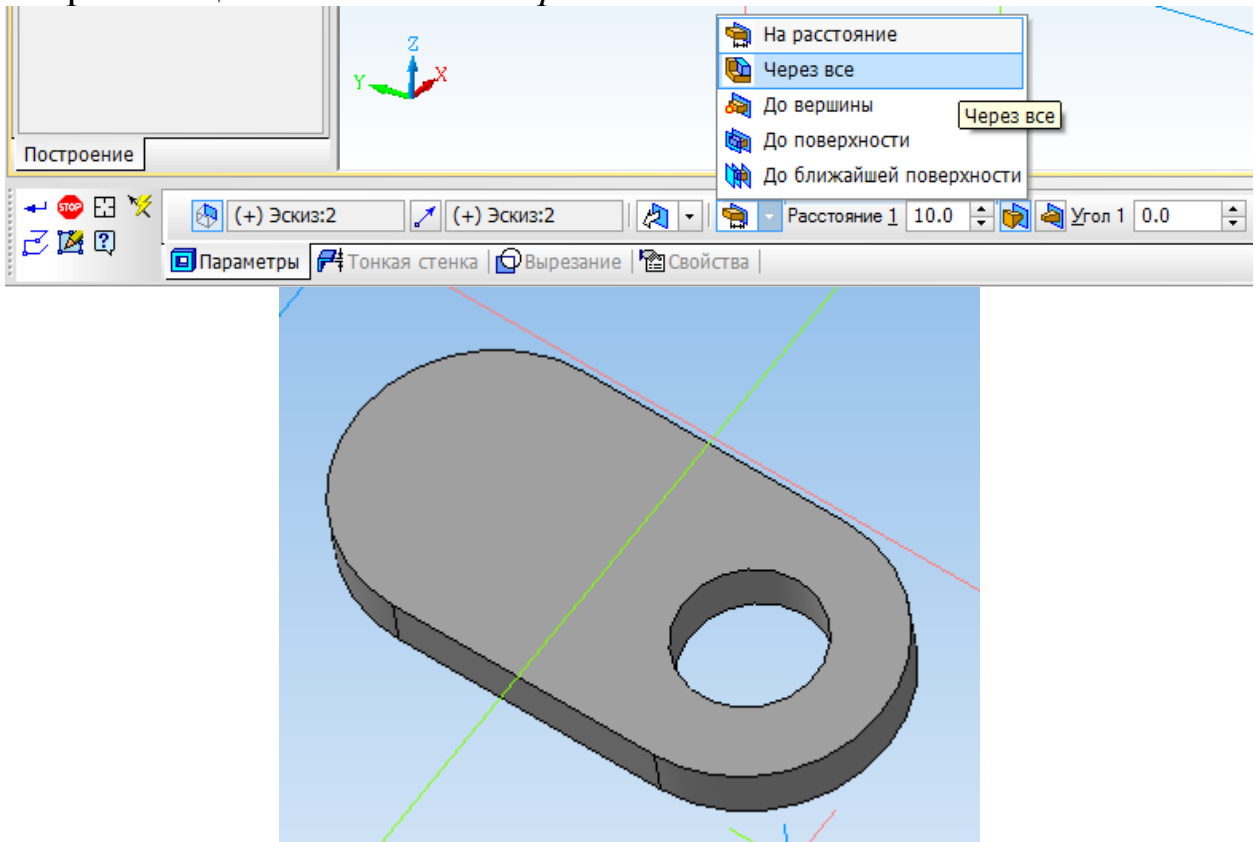 На расстояние
Z
Y
X
Через все
До вершины
Через все
До поверхности
Построение
До ближайшей поверхности
STOP
(+) Эскиз:2
(+) Эскиз:2
Расстояние 1
10.0
Угол 1
0.0
Параметры
Тонкая стенка
Вырезание
Свойства